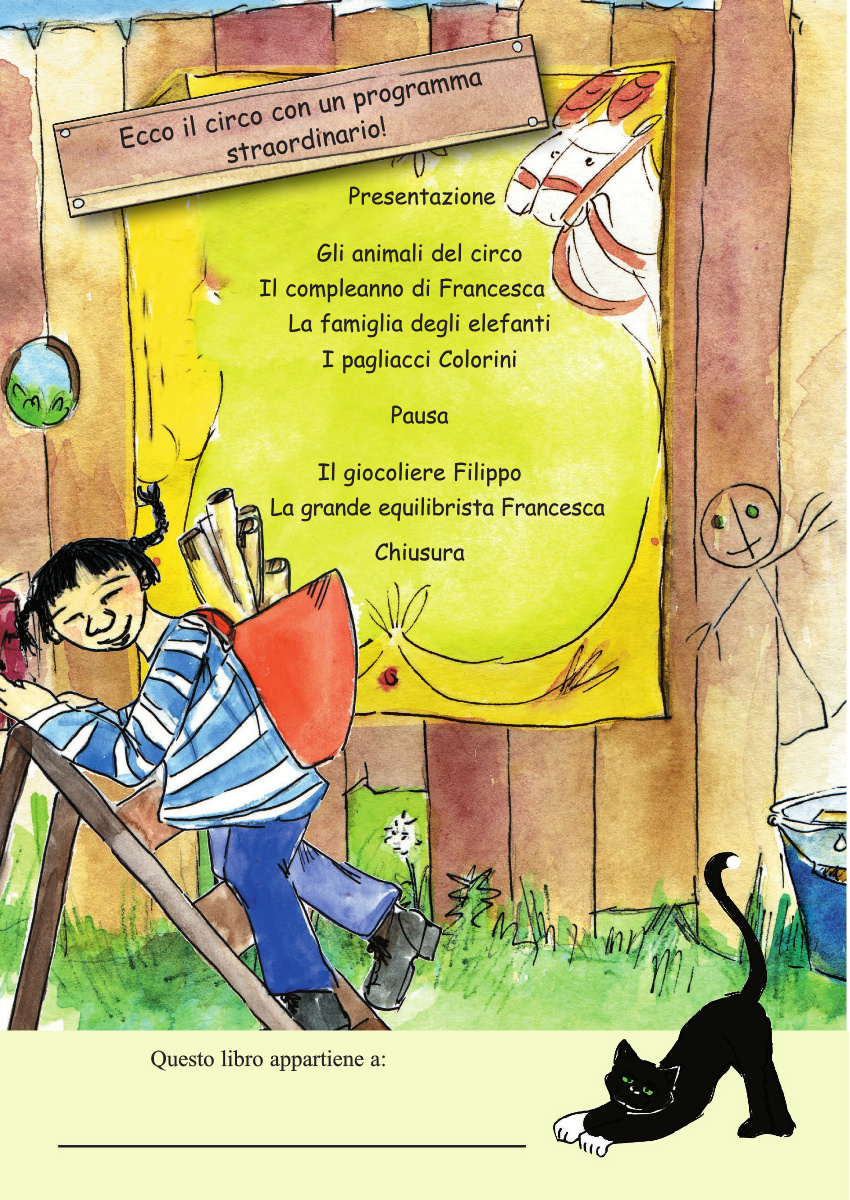 Ecco il circo con un programma
straordinario!
Presentazione
Gli animali del circo
Il compleanno di Francesca
La famiglia degli elefanti
I pagliacci Colorini
Pausa
Il giocoliere Filippo
La grande equilibrista Francesca
Chiusura
Questo libro appartiene a: